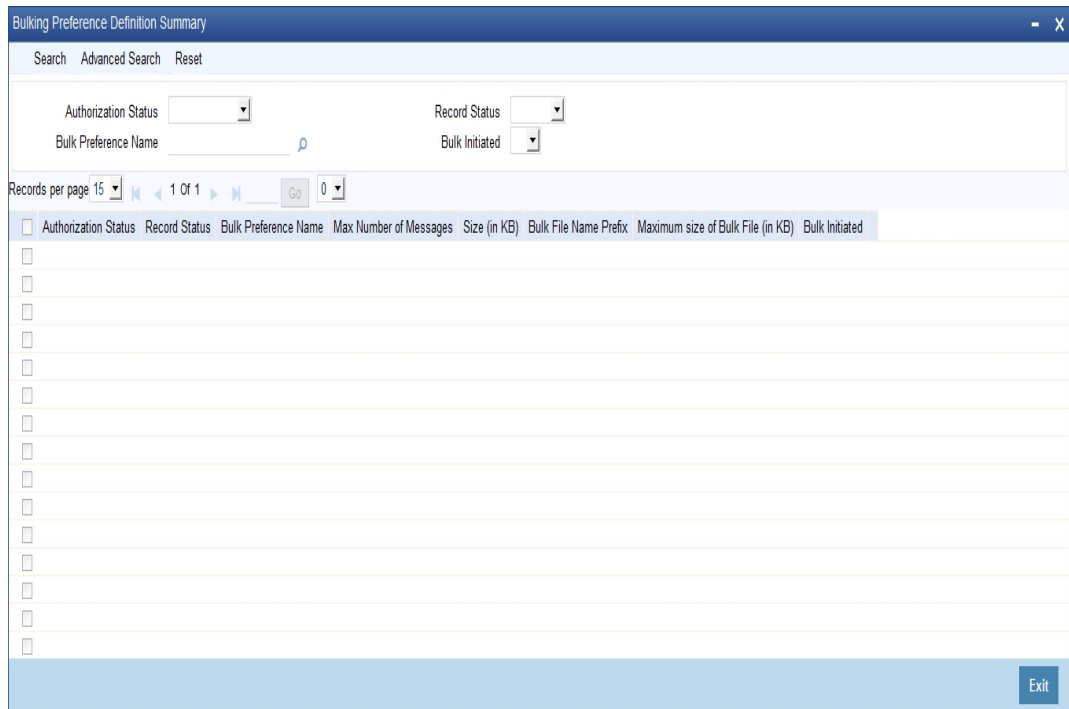 Bulking Preference Definition Summary
Search Advanced Search Reset
Authorization Status Record Status
Bulk Preference Name Bulk Initiated
Records per page 15 1 Of 1 Go 0
Authorization Status Record Status Bulk Preference Name Max Number of Messages Size (in KB) Bulk File Name Prefix Maximum size of Bulk File (in KB) Bulk Initiated
Exit